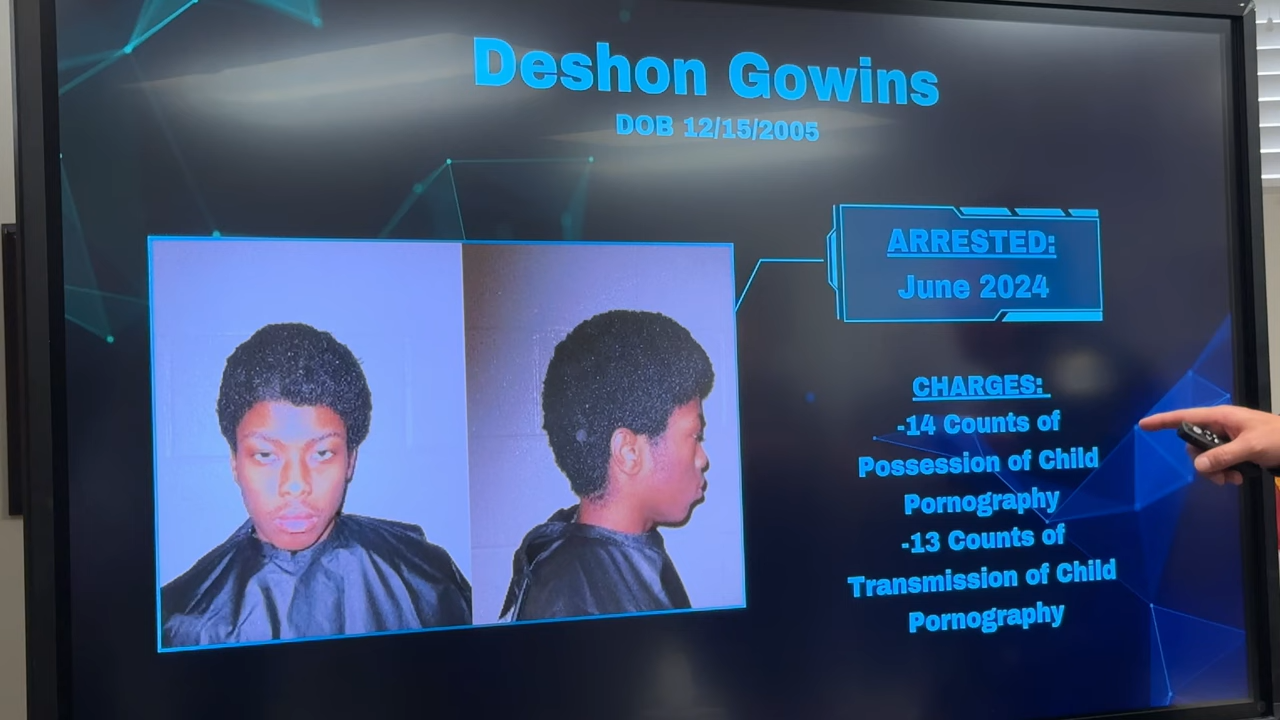 Deshon Gowins
DOB 12/15/2005
ARRESTED:
June 2024
CHARGES:
-14 Counts of
Possession of Child
Pornography
-13 Counts of
Transmission of Child
Pornography